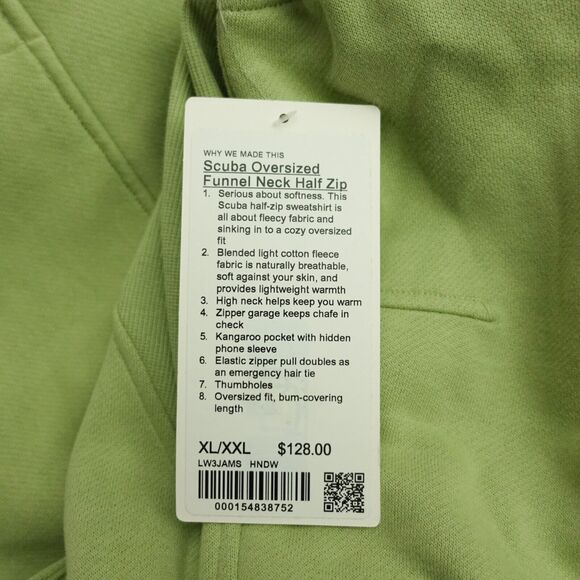 WHY WE MADE THIS
Scuba Oversized
Funnel Neck Half Zip
1. Serious about softness. This
Scuba half-zip sweatshirt is
all about fleecy fabric and
sinking in to a cozy oversized
fit
2. Blended light cotton fleece
fabric is naturally breathable,
soft against your skin, and
provides lightweight warmth
3. High neck helps keep you warm
4. Zipper garage keeps chafe in
check
5. Kangaroo pocket with hidden
phone sleeve
6. Elastic zipper pull doubles as
an emergency hair tie
7. Thumbholes
8. Oversized fit, bum-covering
length
XL/XXL $128.00
LW3JAMS HNDW
000154838752